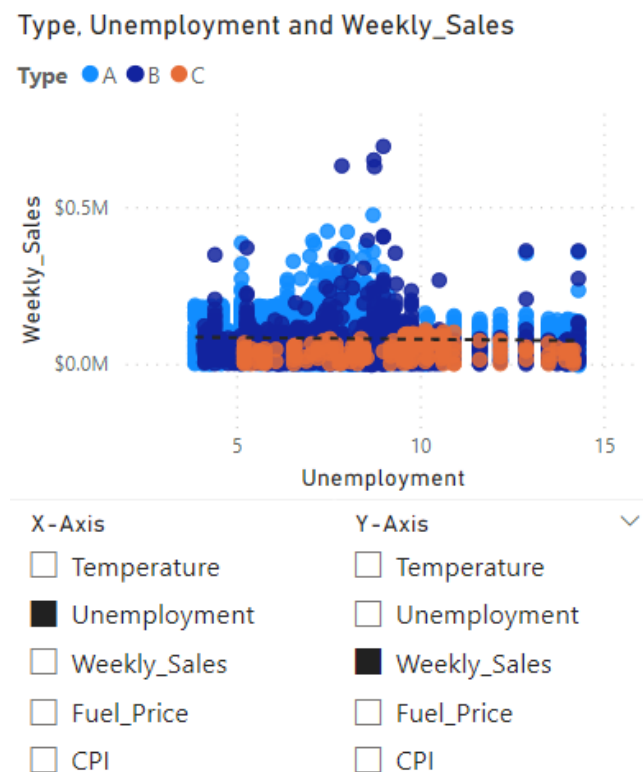 Type, Unemployment and Weekly_Sales
Type A B C
Weekly_Sales
$0.5M
$0.0M
5 10 15
Unemployment
X-Axis Y-Axis
Temperature Temperature
Unemployment Unemployment
Weekly_Sales Weekly_Sales
Fuel_Price Fuel_Price
CPI CPI